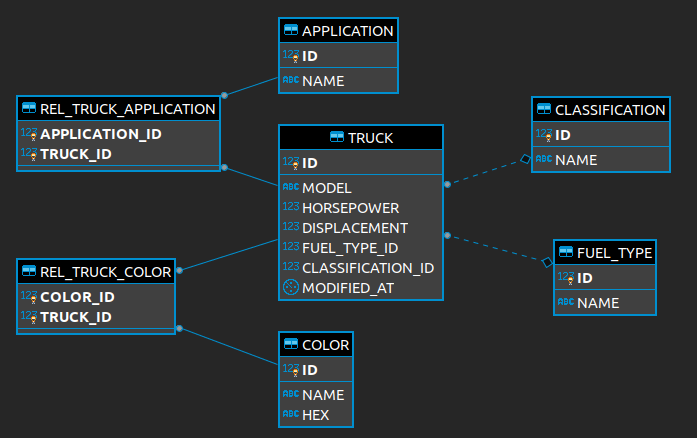 APPLICATION
123 ID
ABC NAME
REL_TRUCK_APPLICATION
123 APPLICATION_ID
123 TRUCK_ID
TRUCK
123 ID
ABC MODEL
123 HORSEPOWER
123 DISPLACEMENT
123 FUEL_TYPE_ID
123 CLASSIFICATION_ID
MODIFIED_AT
CLASSIFICATION
123 ID
ABC NAME
FUEL_TYPE
123 ID
ABC NAME
REL_TRUCK_COLOR
123 COLOR_ID
123 TRUCK_ID
COLOR
123 ID
ABC NAME
ABC HEX